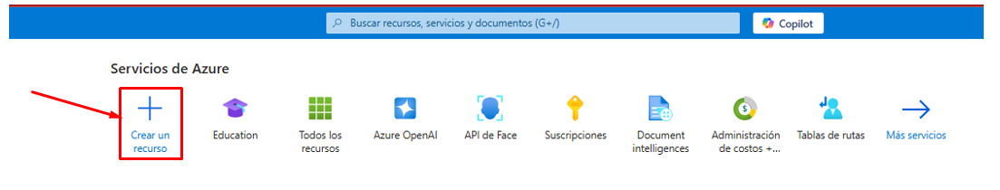 Buscar recursos, servicios y documentos (G+/)
Copilot
Servicios de Azure
Crear un
recurso
Education
Todos los
recursos
Azure OpenAI
API de Face
Suscripciones
Document
intelligences
Administración
de costos +...
Tablas de rutas
Más servicios